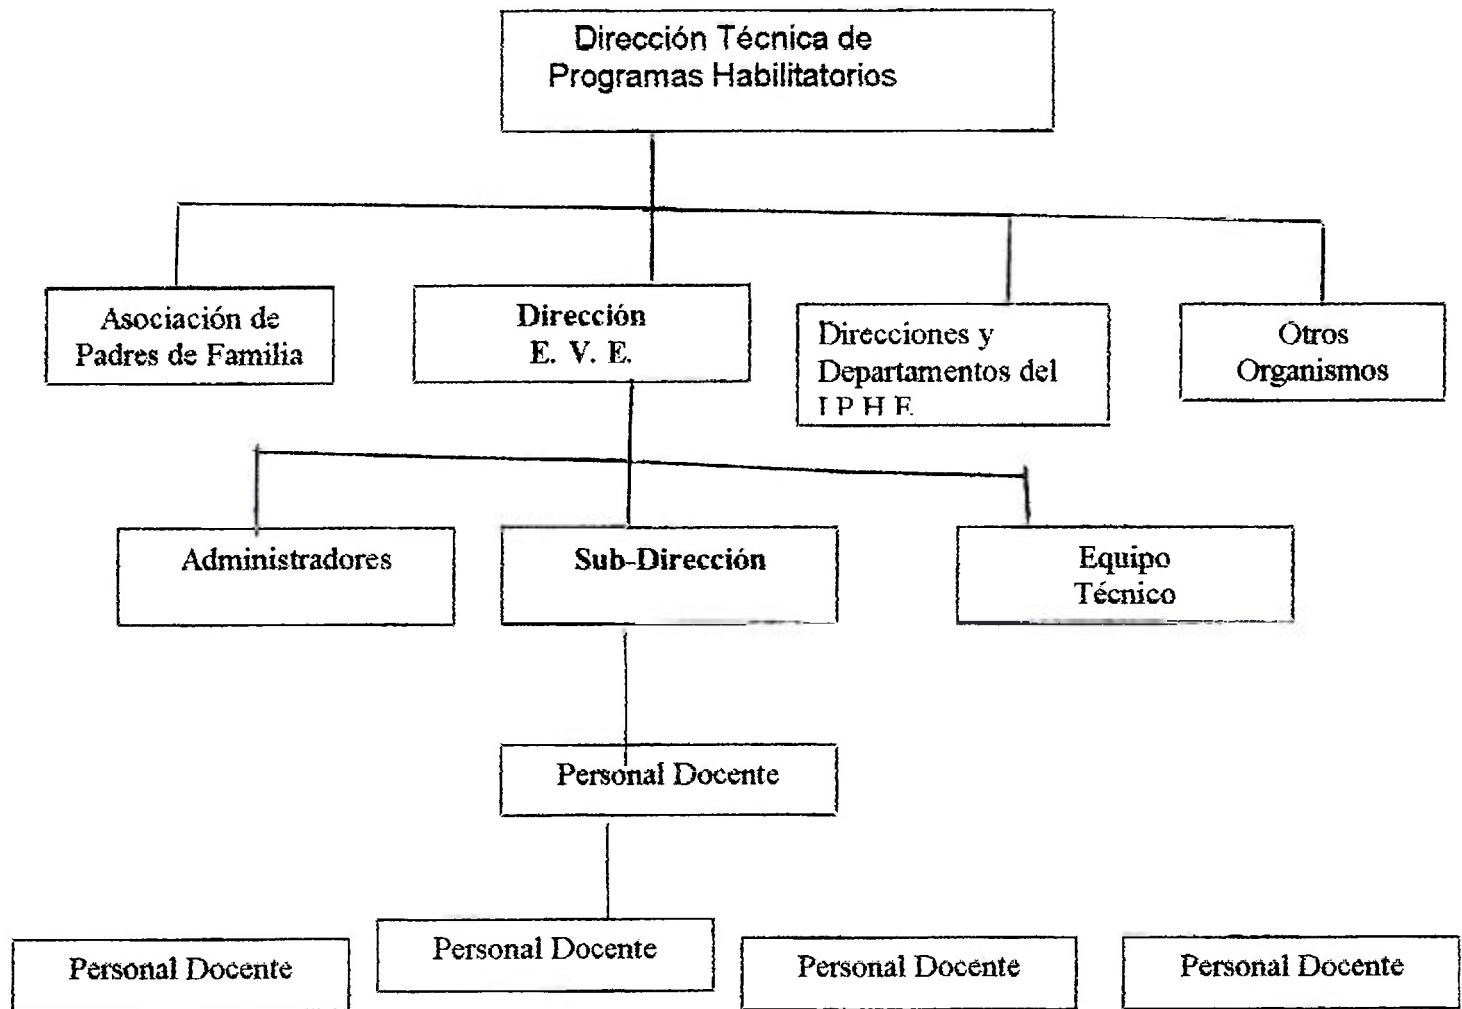 Dirección Técnica de
Programas Habilitatorios
Asociación de
Padres de Familia
Dirección
E. V. E.
Direcciones y
Departamentos del
I P H E
Otros
Organismos
Administradores
Sub-Dirección
Equipo
Técnico
Personal Docente
Personal Docente
Personal Docente
Personal Docente
Personal Docente